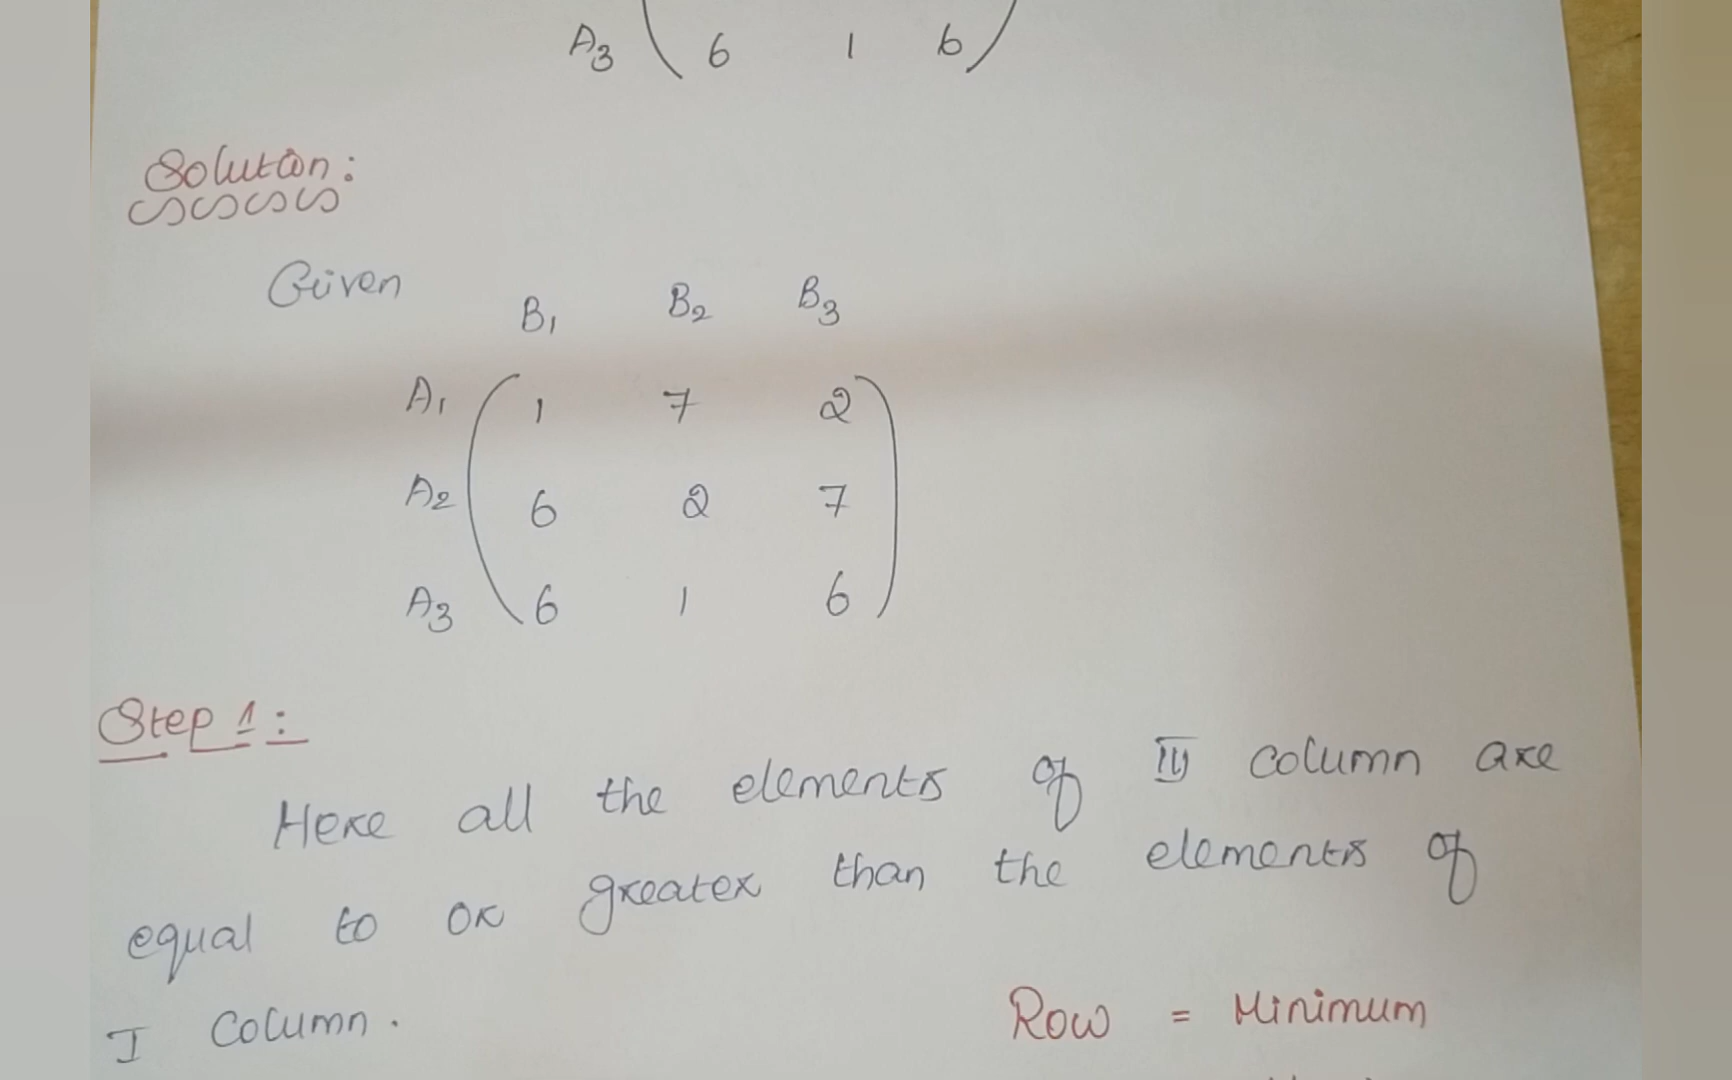 A3 6 1 6
Solution:
Given
B1 B2 B3
A1 1 7 2
A2 6 2 7
A3 6 1 6
Step 1:
Here all the elements of III column are
equal to or greater than the elements of
I column.
Row = Minimum